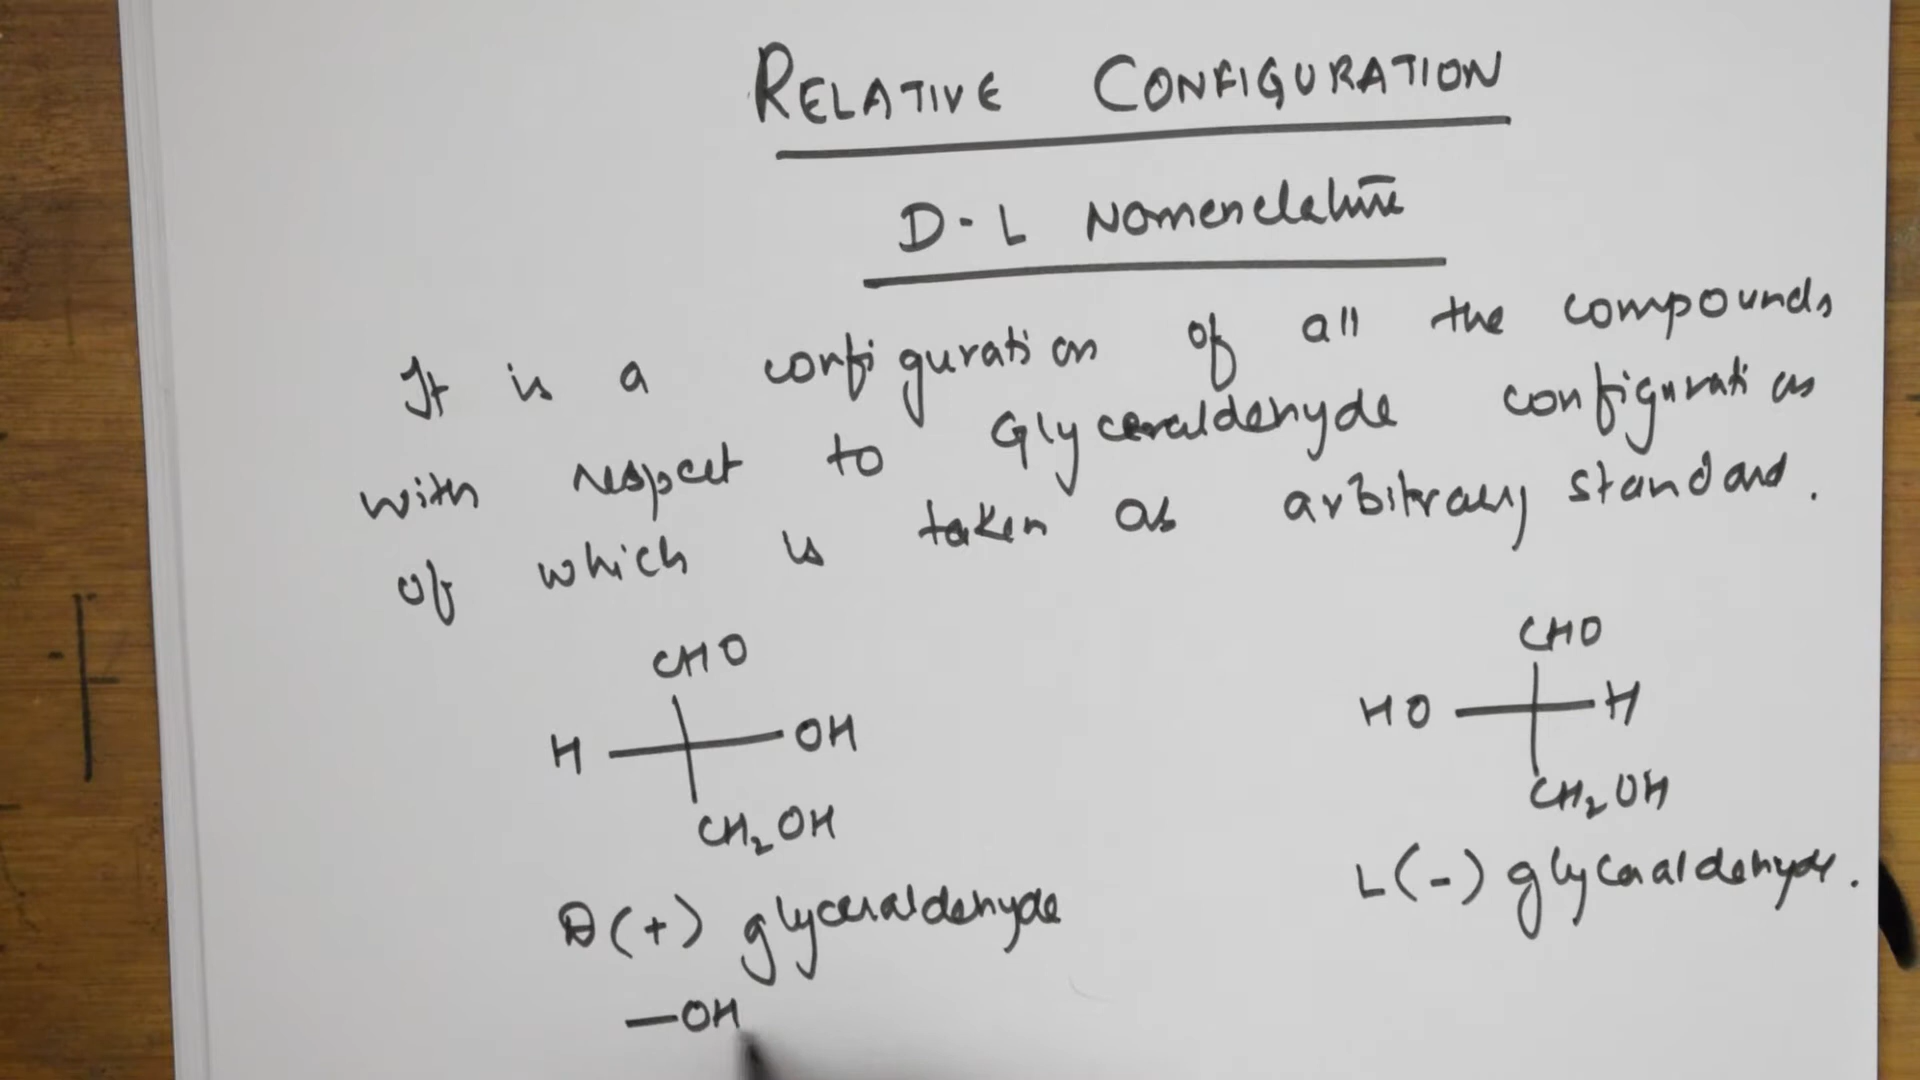 RELATIVE CONFIGURATION
D-L Nomenclature
It is a configuration of all the compounds
with respect to Glyceraldehyde configuration
of which is taken as arbitrary standard.
CHO
H OH
CH₂OH
D(+) glyceraldehyde
—OH
CHO
HO H
CH₂OH
L(-) glyceraldehyde.